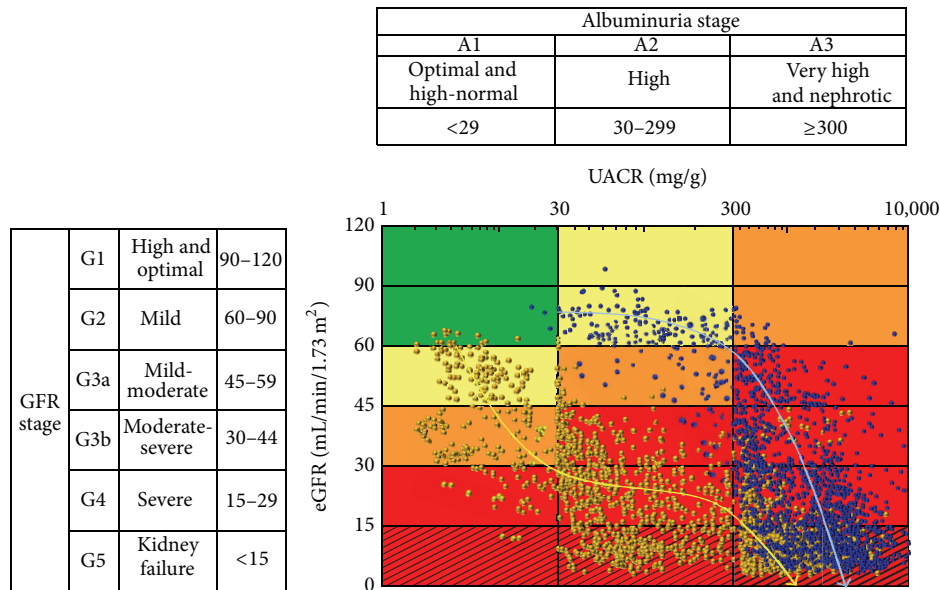 Albuminuria stage
A1 A2 A3
Optimal and high-normal High Very high and nephrotic
<29 30–299 ≥300
UACR (mg/g)
1 30 300 10,000
120
90
60
45
30
15
0
eGFR (mL/min/1.73 m²)
GFR stage
G1 High and optimal 90–120
G2 Mild 60–90
G3a Mild-moderate 45–59
G3b Moderate-severe 30–44
G4 Severe 15–29
G5 Kidney failure <15